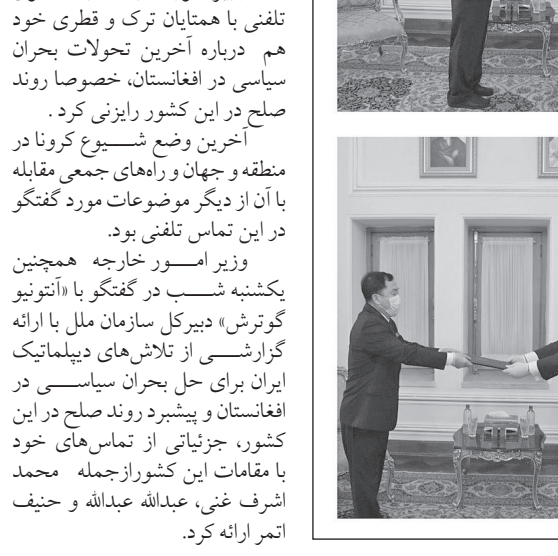 تلفنی با همتایان ترک و قطری خود
هم درباره آخرین تحولات بحران
سیاسی در افغانستان، خصوصا روند
صلح در این کشور رایزنی کرد .
آخرین وضع شیوع کرونا در
منطقه و جهان و راه‌های جمعی مقابله
با آن از دیگر موضوعات مورد گفتگو
در این تماس تلفنی بود.
وزیر امور خارجه همچنین
یکشنبه شب در گفتگو با «آنتونیو
گوترش» دبیرکل سازمان ملل با ارائه
گزارشی از تلاش‌های دیپلماتیک
ایران برای حل بحران سیاسی در
افغانستان و پیشبرد روند صلح در این
کشور، جزئیاتی از تماس‌های خود
با مقامات این کشورازجمله محمد
اشرف غنی، عبدالله عبدالله و حنیف
اتمر ارائه کرد.